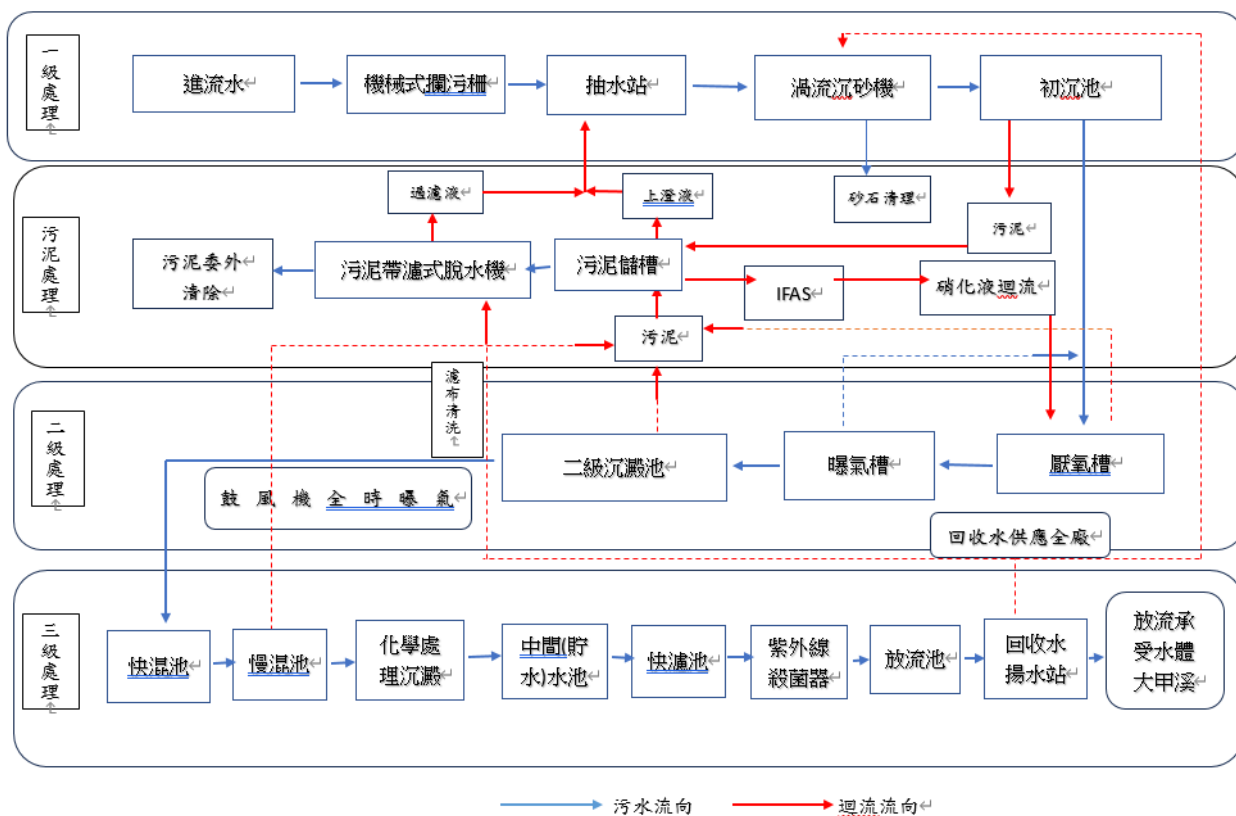 一級處理
進流水
機械式攔污柵
抽水站
渦流沉砂機
初沉池
污泥處理
過濾液
上澄液
砂石清理
污泥
污泥委外
清除
污泥帶濾式脫水機
污泥儲槽
IFAS
硝化液迴流
污泥
濾布清洗
二級處理
二級沉澱池
曝氣槽
厭氧槽
鼓風機全時曝氣
回收水供應全廠
三級處理
快混池
慢混池
化學處
理沉澱
中間(貯
水)水池
快濾池
紫外線
殺菌器
放流池
回收水
揚水站
放流承
受水體
大甲溪
污水流向
迴流流向